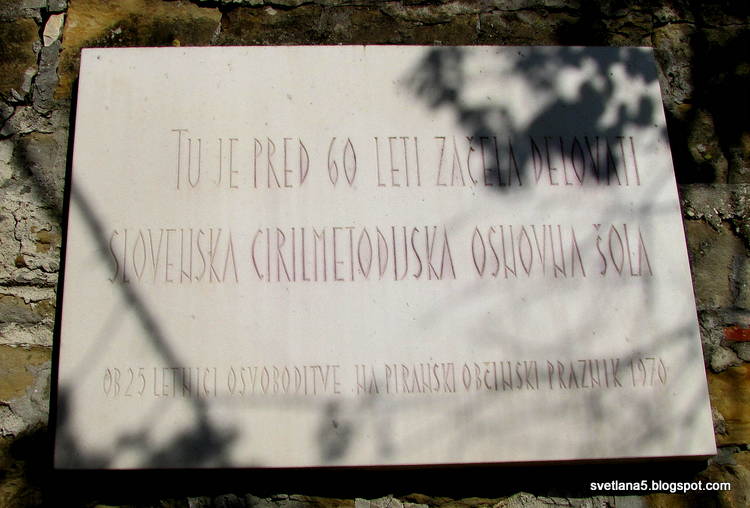 TU JE PRED 60 LETI ZAČELA DELOVATI
SLOVENSKA CIRILMETODIJSKA OSNOVNA ŠOLA
OB 25 LETNICI OSVOBODITVE NA PIRANSKI OBČINSKI PRAZNIK 1970
svetlana5.blogspot.com